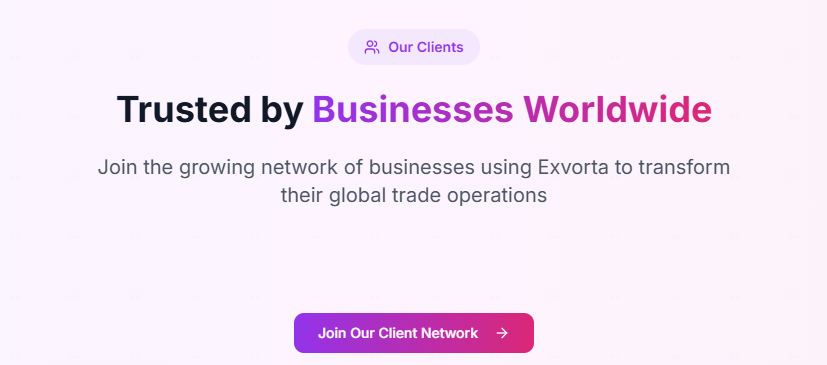 Our Clients
Trusted by Businesses Worldwide
Join the growing network of businesses using Exvorta to transform
their global trade operations
Join Our Client Network